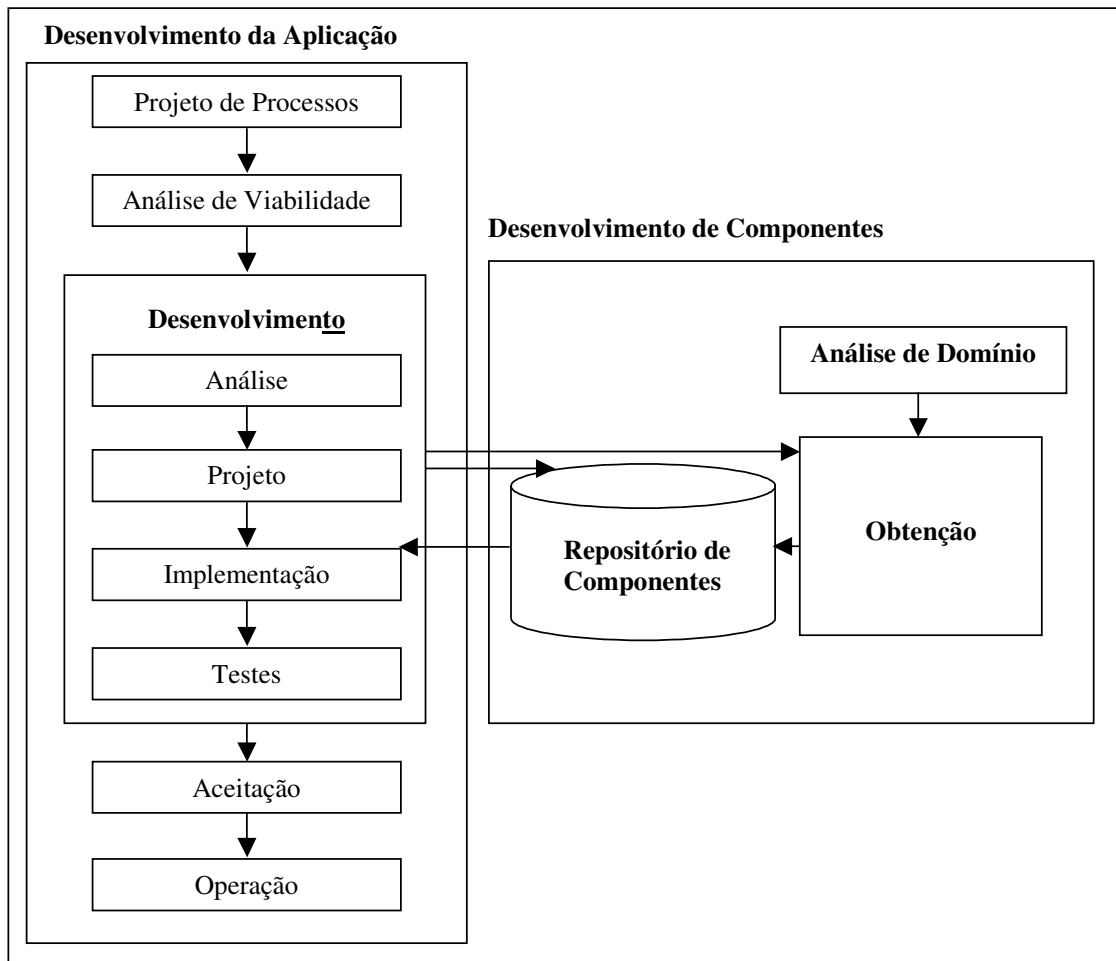 Desenvolvimento da Aplicação
Projeto de Processos
Análise de Viabilidade
Desenvolvimento
Análise
Projeto
Implementação
Testes
Aceitação
Operação
Desenvolvimento de Componentes
Análise de Domínio
Obtenção
Repositório de
Componentes